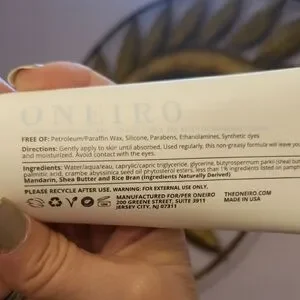 ONEIRO
FREE OF: Petroleum/Paraffin Wax, Silicone, Parabens, Ethanolamines, Synthetic dyes
Directions: Gently apply to skin until absorbed. Used regularly, this non-greasy formula will leave your
and moisturized. Avoid contact with the eyes.
Ingredients: Water/aqua/eau, caprylic/capric triglyceride, glycerine, butyrospermum parkii (shea butter
palmitic acid, crambe abyssinica seed oil phytosterol esters, less than 1% ingredients listed on
Mandarin, Shea Butter and Rice Bran (Ingredients Naturally Derived)
PLEASE RECYCLE AFTER USE. WARNING: FOR EXTERNAL USE ONLY.
MANUFACTURED FOR/PER ONEIRO
200 GREENE STREET, SUITE 3911
JERSEY CITY, NJ 07311
THEONEIRO.COM
MADE IN USA